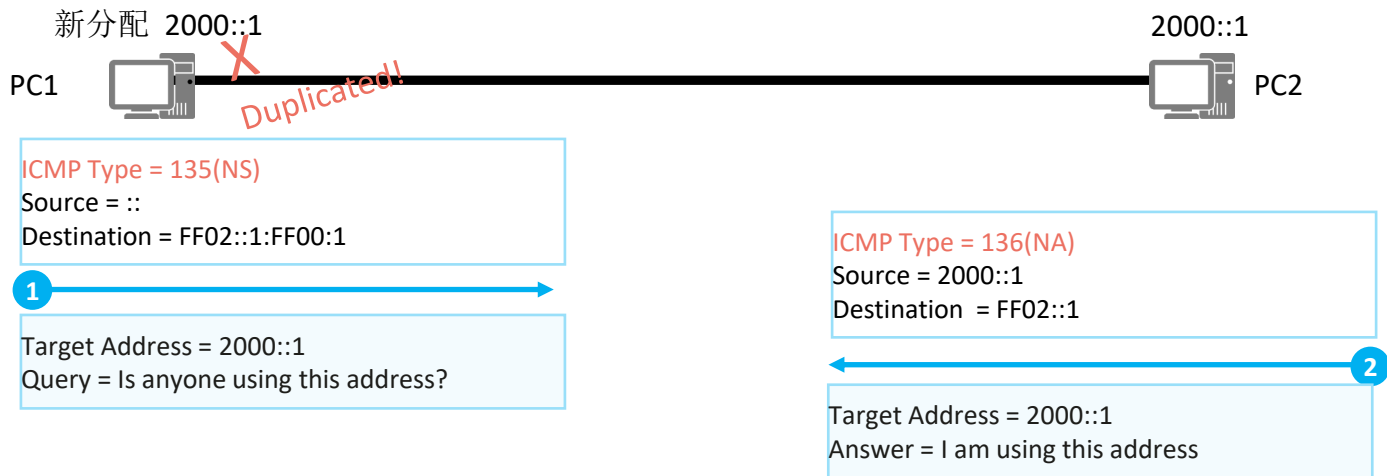 新分配 2000::1
2000::1
PC1
X
Duplicated!
PC2
ICMP Type = 135(NS)
Source = ::
Destination = FF02::1:FF00:1
1
Target Address = 2000::1
Query = Is anyone using this address?
ICMP Type = 136(NA)
Source = 2000::1
Destination = FF02::1
2
Target Address = 2000::1
Answer = I am using this address